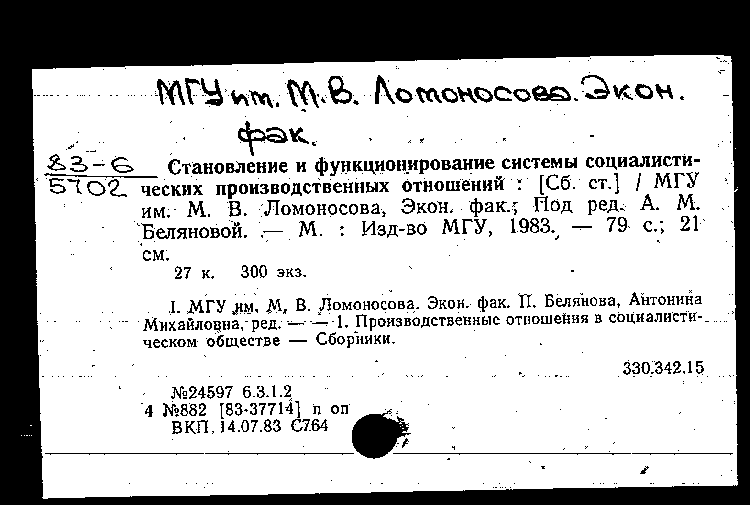 МГУ им. М.В. Ломоносова. Экон.
фак.
83-6
5702
Становление и функционирование системы социалисти-
ческих производственных отношений : [Сб. ст.] / МГУ
им. М. В. Ломоносова, Экон. фак.; Под ред. А. М.
Беляновой. — М. : Изд-во МГУ, 1983. — 79 с.; 21
см.
27 к. 300 экз.
I. МГУ им. М. В. Ломоносова. Экон. фак. II. Белянова, Антонина
Михайловна, ред. — — 1. Производственные отношения в социалисти-
ческом обществе — Сборники.
330.342.15
№24597 6.3.1.2
4 №882 [83-37714] п оп
ВКП, 14.07.83 С764